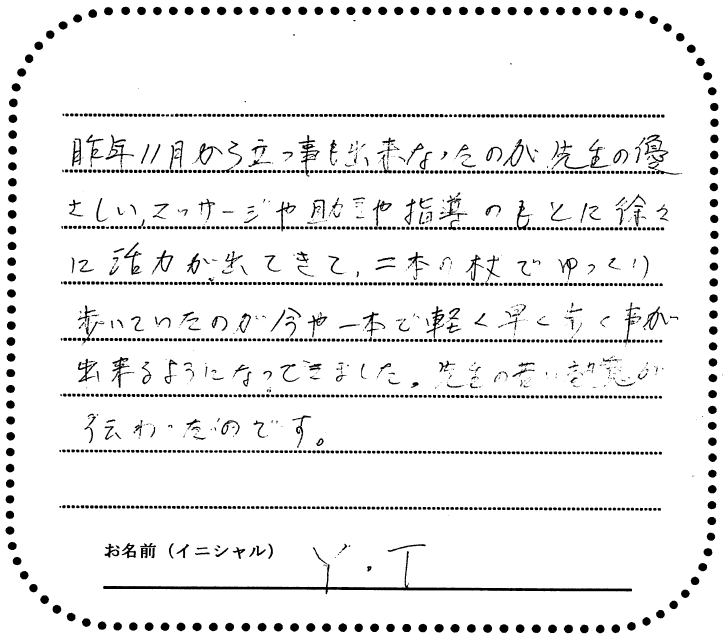 昨年11月から立つ事も出来なったのが先生の優
さしい、マッサージや助言や指導のもとに徐々
に活力が出てきて、二本の杖でゆっくり
歩いていたのが今や一本で軽く早く歩く事が
出来るようになってきました。先生の若い熱意が
伝わったのです。
お名前（イニシャル） Y.T